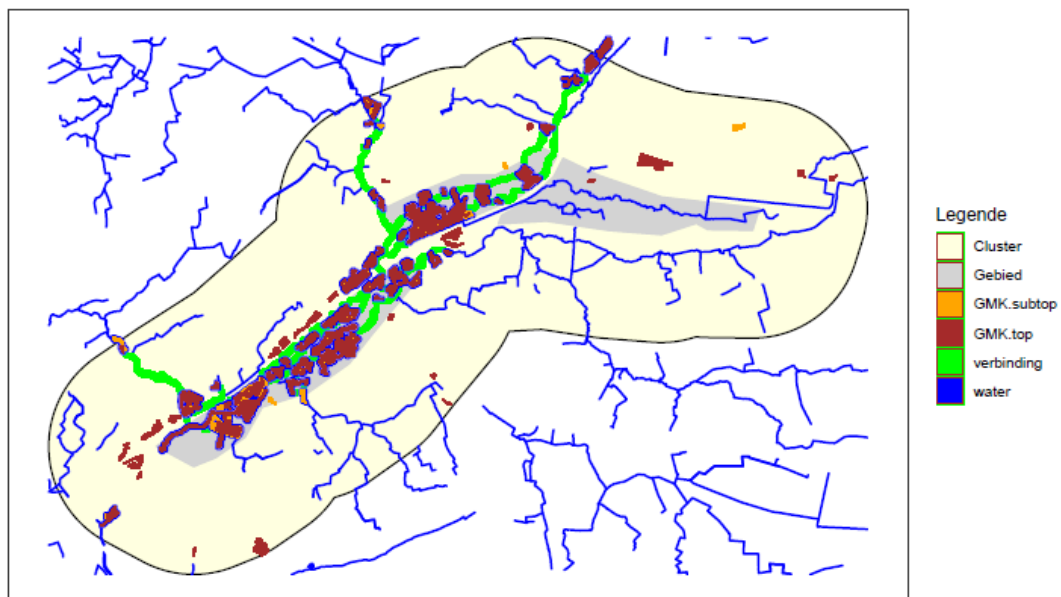 Legende
Cluster
Gebied
GMK.subtop
GMK.top
verbinding
water